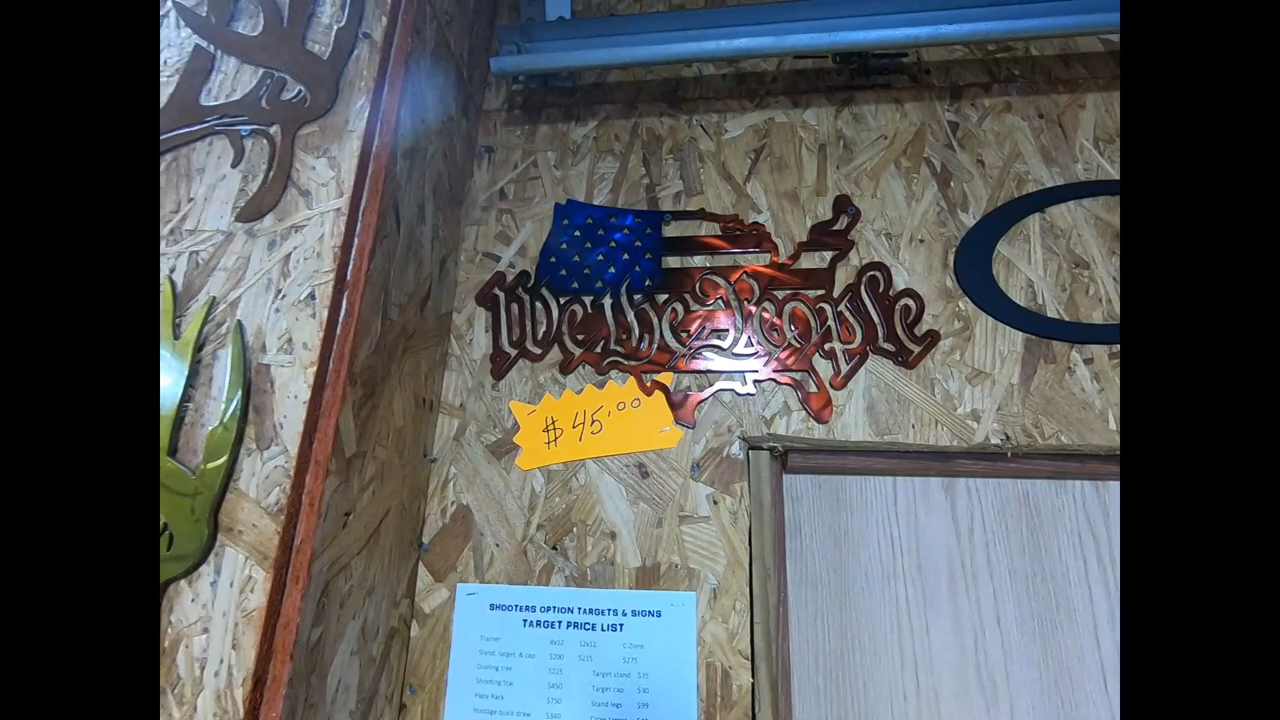 We the People
$45.00
SHOOTERS OPTION TARGETS & SIGNS
TARGET PRICE LIST
Trainer 8x12 12x12 C-Zone
Stand, target, & cap $200 $215 $275
Dueling tree $225 Target stand $35
Shooting Star $450 Target cap $30
Plate Rack $750 Stand legs $99
Hostage quick draw $340